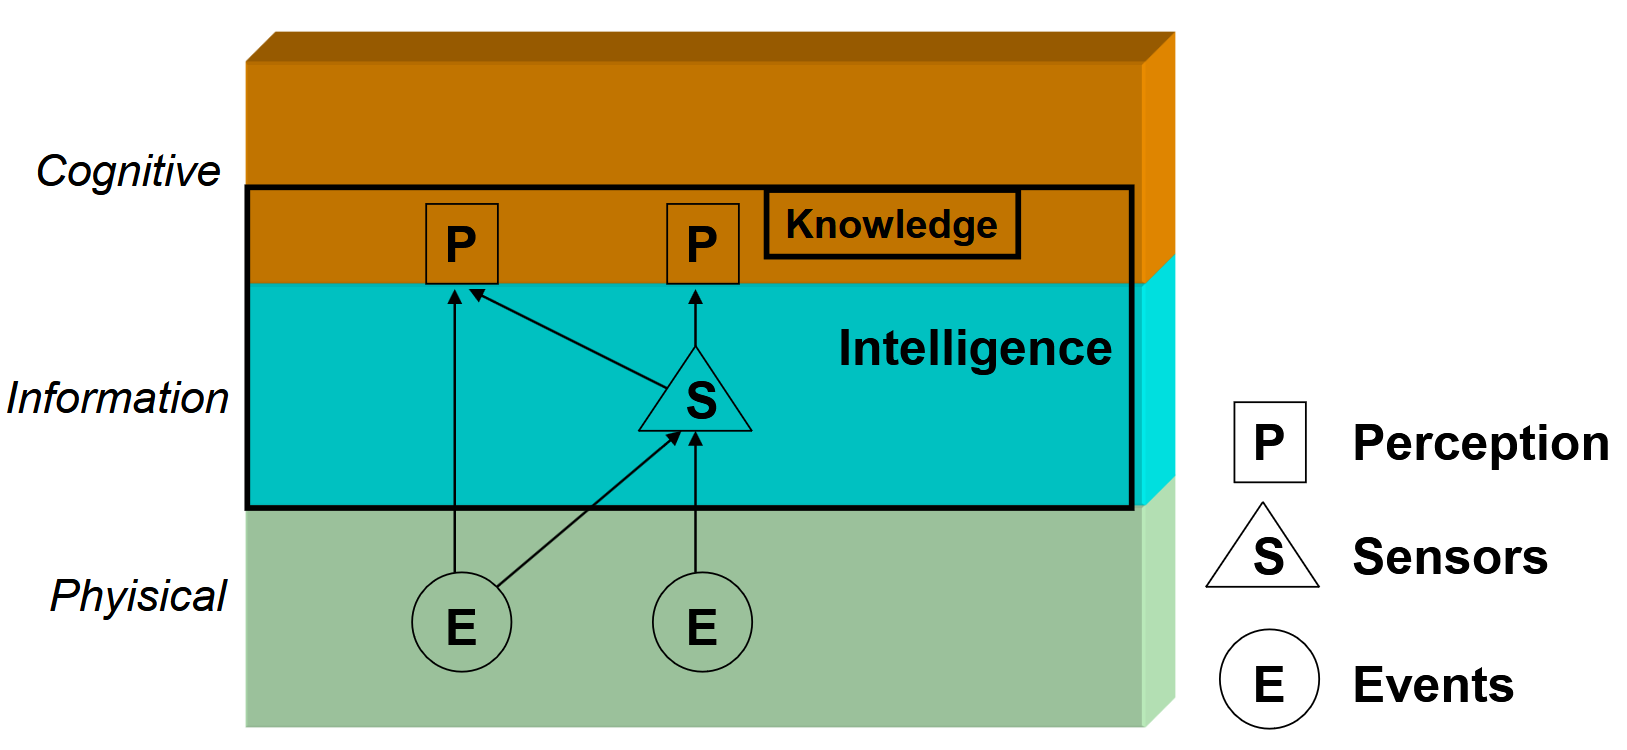 Cognitive
P
P
Knowledge
Intelligence
Information
S
P Perception
S Sensors
Phyisical
E
E
E Events